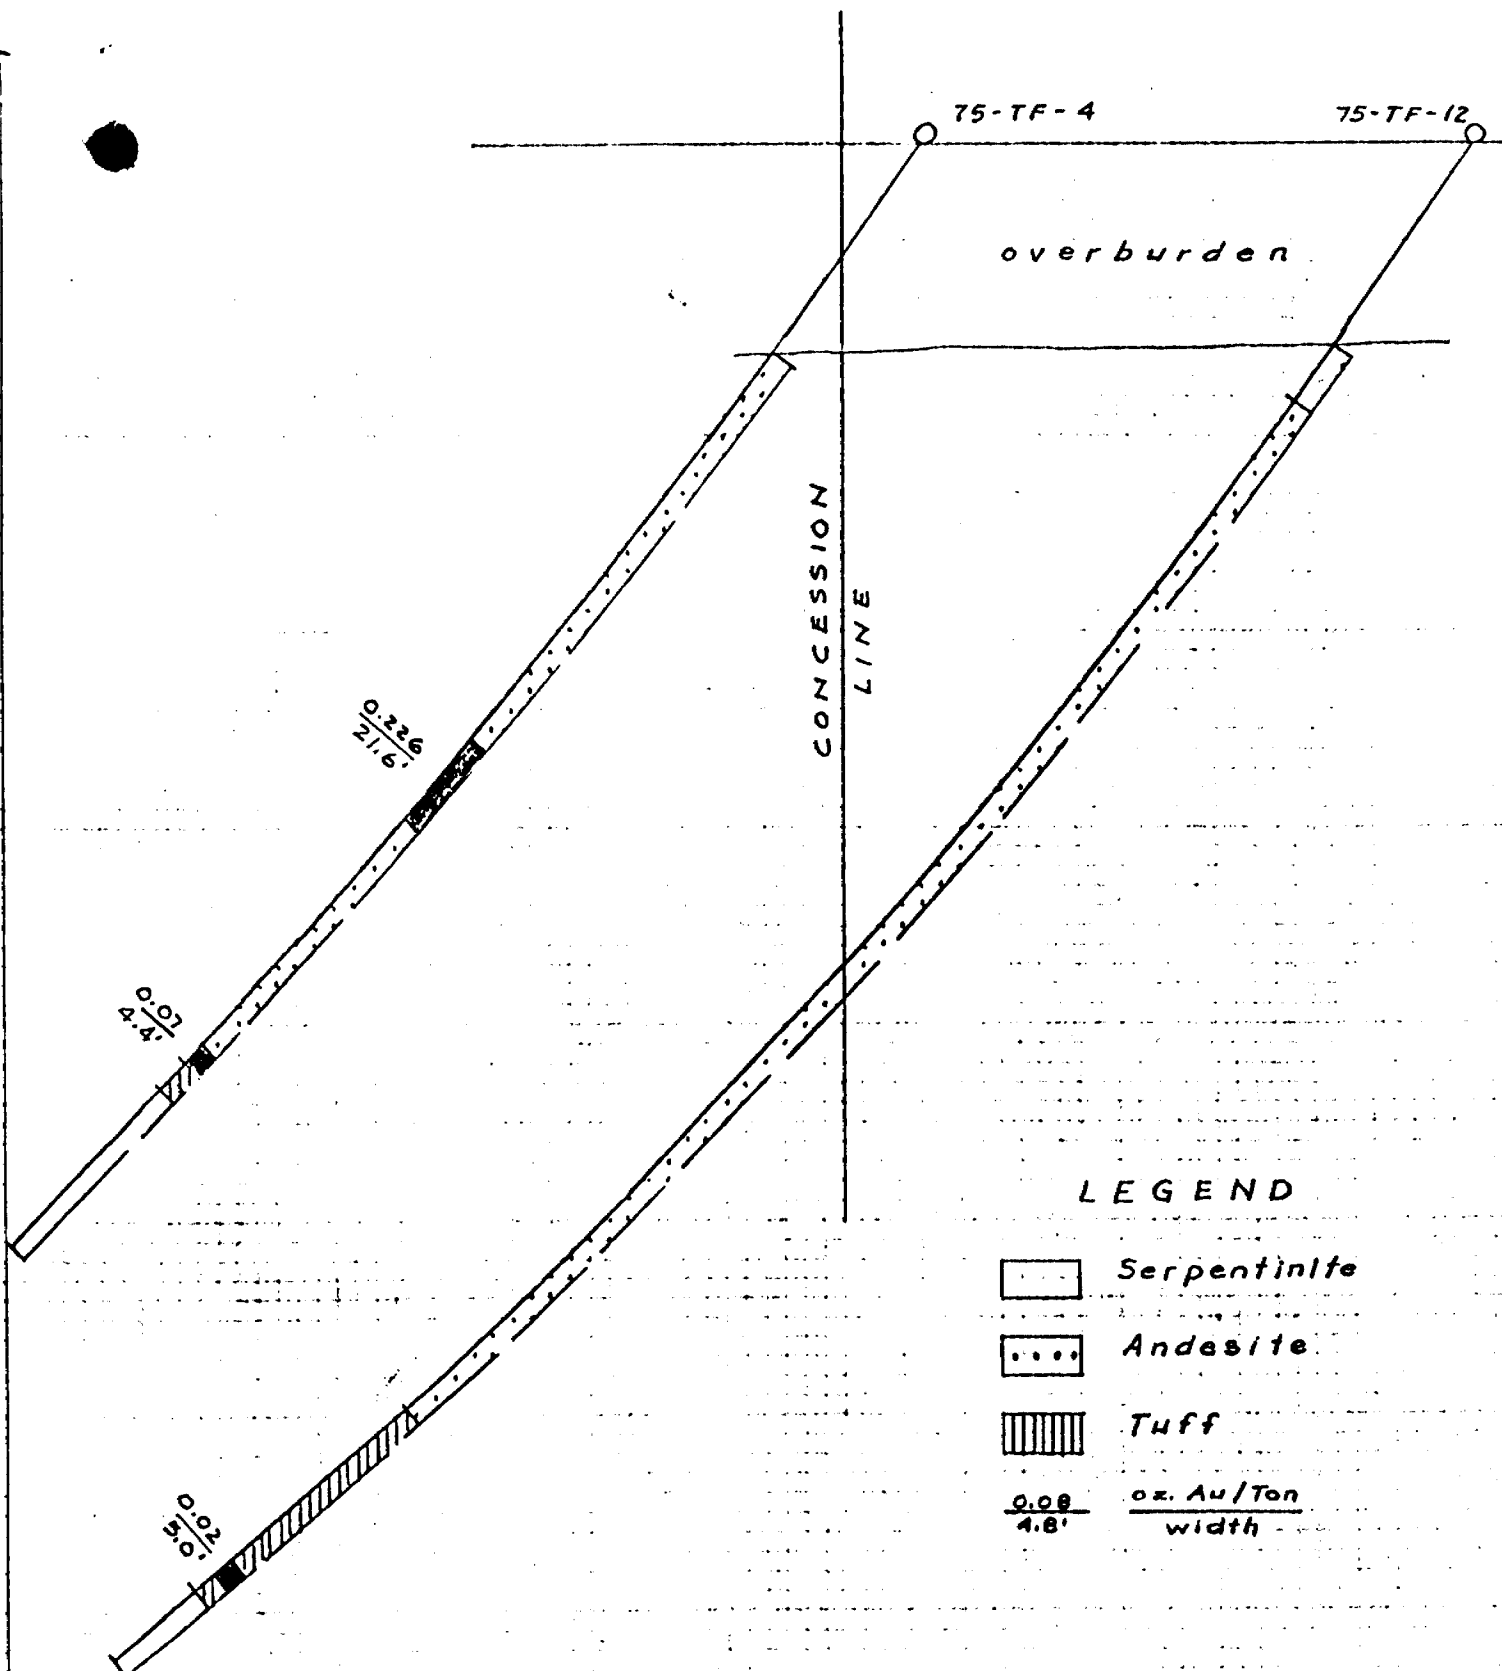 75-TF-4
75-TF-12
overburden
CONCESSION
LINE
0.226
21.6'
0.07
4.4'
0.02
5.0'
LEGEND
Serpentinite
Andesite
Tuff
0.08
4.8'
oz. Au/Ton
width